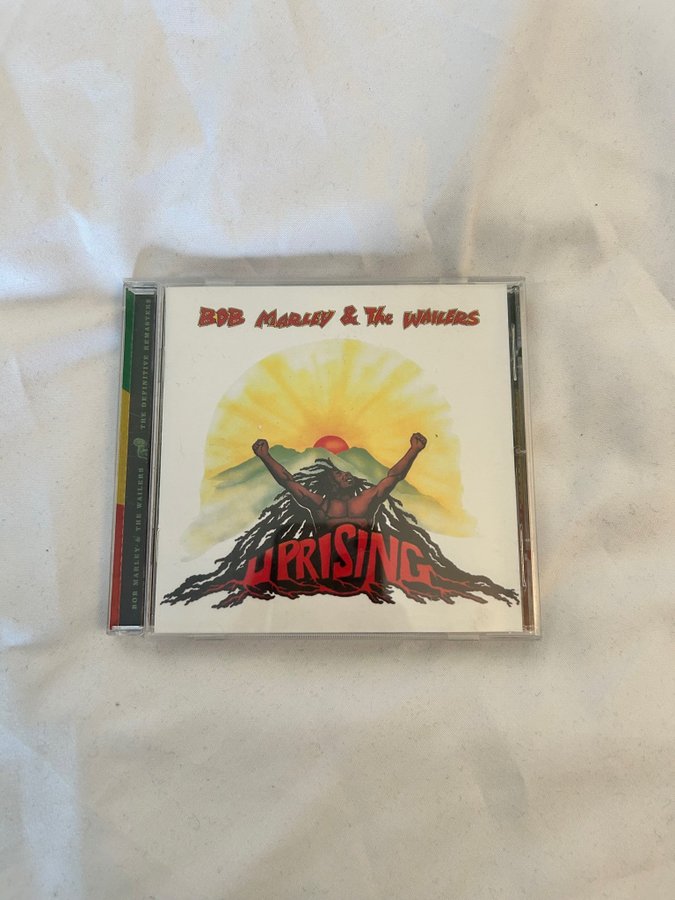 BOB MARLEY & The WAILERS
UPRISING
BOB MARLEY & THE WAILERS THE DEFINITIVE REMASTERS